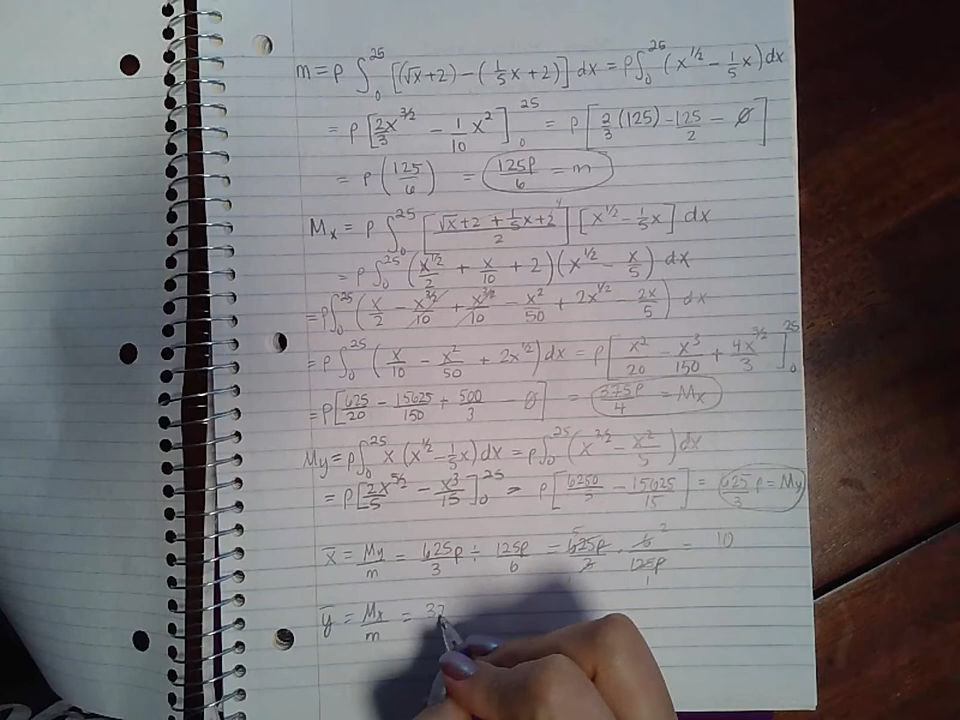 m = ρ ∫₀²⁵ [(√x + 2) − (1/5 x + 2)] dx = ρ∫₀²⁵ (x^1/2 − 1/5 x) dx
= ρ [2/3 x^3/2 − 1/10 x²]₀²⁵ = ρ [2/3 (125) − 125/2 − ∅]
= ρ (125/6) = 125ρ/6 = m
Mx = ρ ∫₀²⁵ [(√x + 2 + 1/5 x + 2)/2] [x^1/2 − 1/5 x] dx
= ρ ∫₀²⁵ (x^1/2/2 + x/10 + 2)(x^1/2 − x/5) dx
= ρ∫₀²⁵ (x/2 − x^3/2/10 + x^3/2/10 − x²/50 + 2x^1/2 − 2x/5) dx
= ρ ∫₀²⁵ (x/10 − x²/50 + 2x^1/2) dx = ρ [x²/20 − x³/150 + 4x^3/2/3]₀²⁵
= ρ[625/20 − 15625/150 + 500/3 − ∅] = 375ρ/4 = Mx
My = ρ∫₀²⁵ x (x^1/2 − 1/5 x) dx = ρ∫₀²⁵ (x^3/2 − x²/5) dx
= ρ[2x^5/2/5 − x³/15]₀²⁵ = ρ[6250/5 − 15625/15] = 625/3 ρ = My
x̄ = My/m = 625ρ/3 ÷ 125ρ/6 = 625ρ/3 · 6/125ρ = 10
ȳ = Mx/m = 37